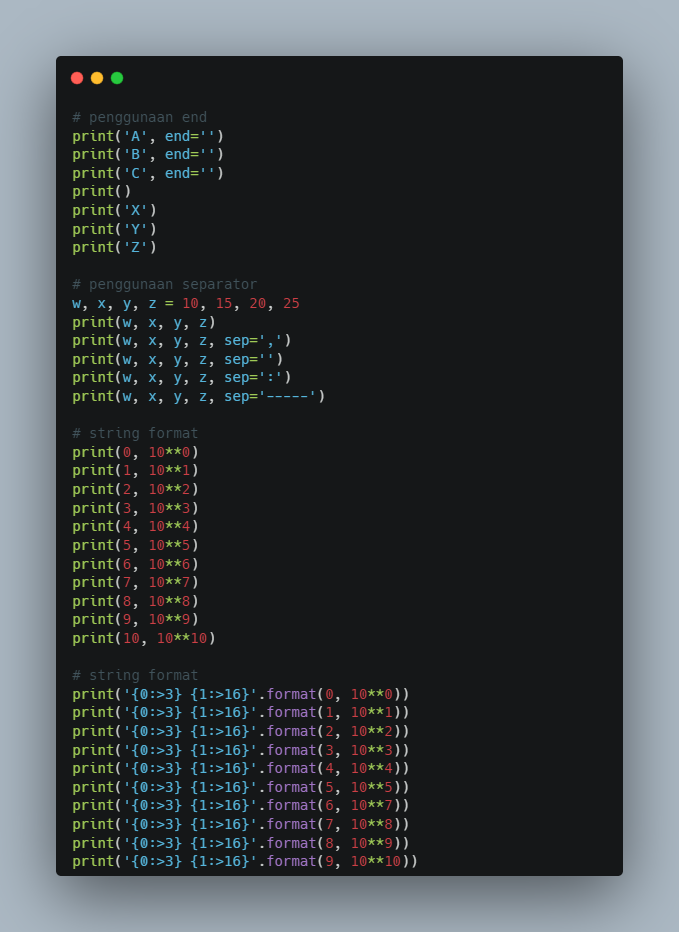 # penggunaan end
print('A', end='')
print('B', end='')
print('C', end='')
print()
print('X')
print('Y')
print('Z')
# penggunaan separator
w, x, y, z = 10, 15, 20, 25
print(w, x, y, z)
print(w, x, y, z, sep=',')
print(w, x, y, z, sep='')
print(w, x, y, z, sep=':')
print(w, x, y, z, sep='-----')
# string format
print(0, 10**0)
print(1, 10**1)
print(2, 10**2)
print(3, 10**3)
print(4, 10**4)
print(5, 10**5)
print(6, 10**6)
print(7, 10**7)
print(8, 10**8)
print(9, 10**9)
print(10, 10**10)
# string format
print('{0:>3} {1:>16}'.format(0, 10**0))
print('{0:>3} {1:>16}'.format(1, 10**1))
print('{0:>3} {1:>16}'.format(2, 10**2))
print('{0:>3} {1:>16}'.format(3, 10**3))
print('{0:>3} {1:>16}'.format(4, 10**4))
print('{0:>3} {1:>16}'.format(5, 10**5))
print('{0:>3} {1:>16}'.format(6, 10**7))
print('{0:>3} {1:>16}'.format(7, 10**8))
print('{0:>3} {1:>16}'.format(8, 10**9))
print('{0:>3} {1:>16}'.format(9, 10**10))